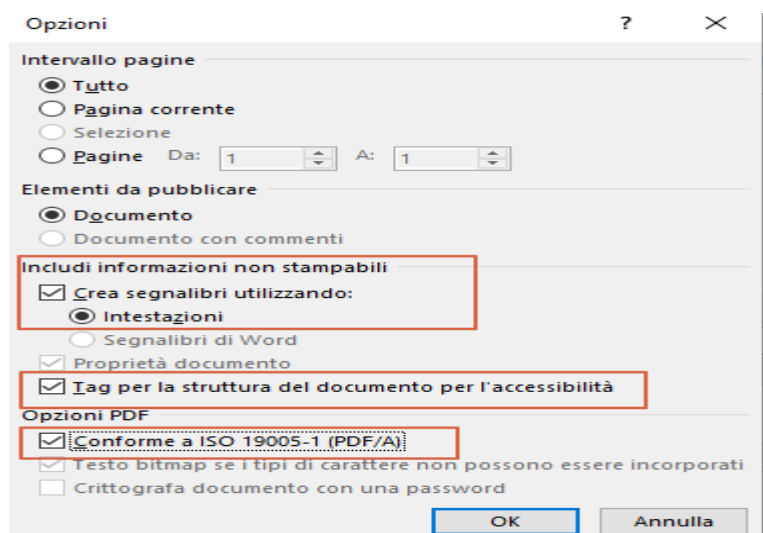 Opzioni ?
Intervallo pagine
Tutto
Pagina corrente
Selezione
Pagine Da: 1 A: 1
Elementi da pubblicare
Documento
Documento con commenti
Includi informazioni non stampabili
Crea segnalibri utilizzando:
Intestazioni
Segnalibri di Word
Proprietà documento
Tag per la struttura del documento per l'accessibilità
Opzioni PDF
Conforme a ISO 19005-1 (PDF/A)
Testo bitmap se i tipi di carattere non possono essere incorporati
Crittografa documento con una password
OK Annulla